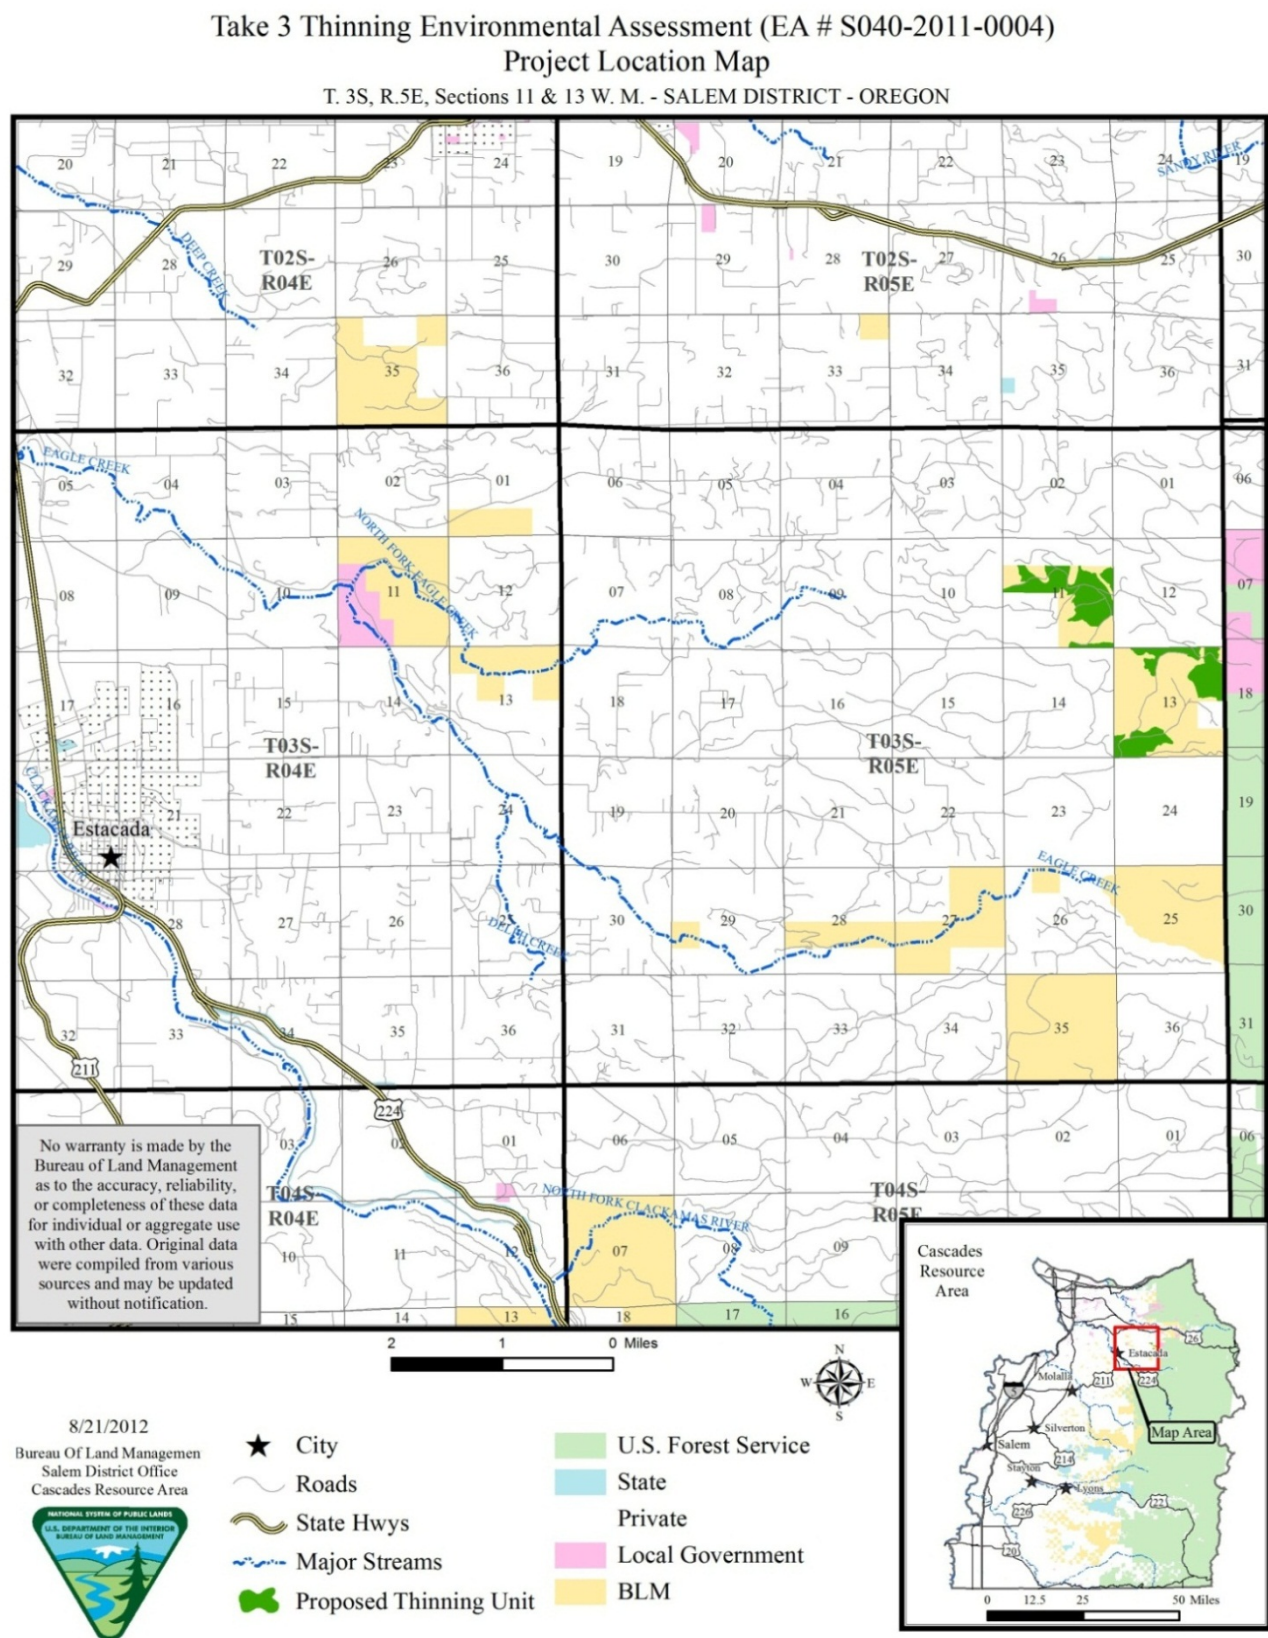 Take 3 Thinning Environmental Assessment (EA # S040-2011-0004)
Project Location Map
T. 3S, R.5E, Sections 11 & 13 W. M. - SALEM DISTRICT - OREGON
20 21 22 23 24 19 20 21 22 23 24 19
SANDY RIVER
DEEP CREEK
29 28 26 25 30 29 28 27 26 25 30
T02S-
R04E
T02S-
R05E
32 33 34 35 36 31 32 33 34 35 36 31
EAGLE CREEK
05 04 03 02 01 06 05 04 03 02 01 06
NORTH FORK EAGLE CREEK
08 09 10 11 12 07 08 09 10 11 12 07
17 16 15 14 13 18 17 16 15 14 13 18
T03S-
R04E
T03S-
R05E
21 22 23 24 19 20 21 22 23 24 19
Estacada
EAGLE CREEK
28 27 26 25 30 29 28 27 26 25 30
DELPH CREEK
32 33 34 35 36 31 32 33 34 35 36 31
211
224
03 02 01 06 05 04 03 02 01 06
T04S-
R04E
T04S-
R05E
NORTH FORK CLACKAMAS RIVER
10 11 12 07 08 09
15 14 13 18 17 16
No warranty is made by the
Bureau of Land Management
as to the accuracy, reliability,
or completeness of these data
for individual or aggregate use
with other data. Original data
were compiled from various
sources and may be updated
without notification.
2 1 0 Miles
N
W E
S
Cascades
Resource
Area
26
Estacada
Molalla
211 224
5
Silverton
Map Area
Salem
214
Stayton
Lyons
226
22
20
0 12.5 25 50 Miles
8/21/2012
Bureau Of Land Managemen
Salem District Office
Cascades Resource Area
NATIONAL SYSTEM OF PUBLIC LANDS
U.S. DEPARTMENT OF THE INTERIOR
BUREAU OF LAND MANAGEMENT
City
Roads
State Hwys
Major Streams
Proposed Thinning Unit
U.S. Forest Service
State
Private
Local Government
BLM